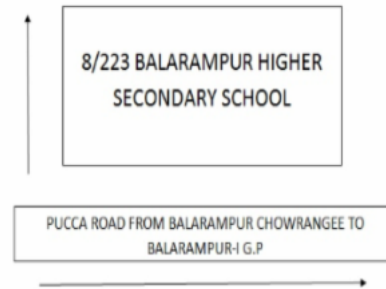 8/223 BALARAMPUR HIGHER
SECONDARY SCHOOL
PUCCA ROAD FROM BALARAMPUR CHOWRANGEE TO
BALARAMPUR-I G.P